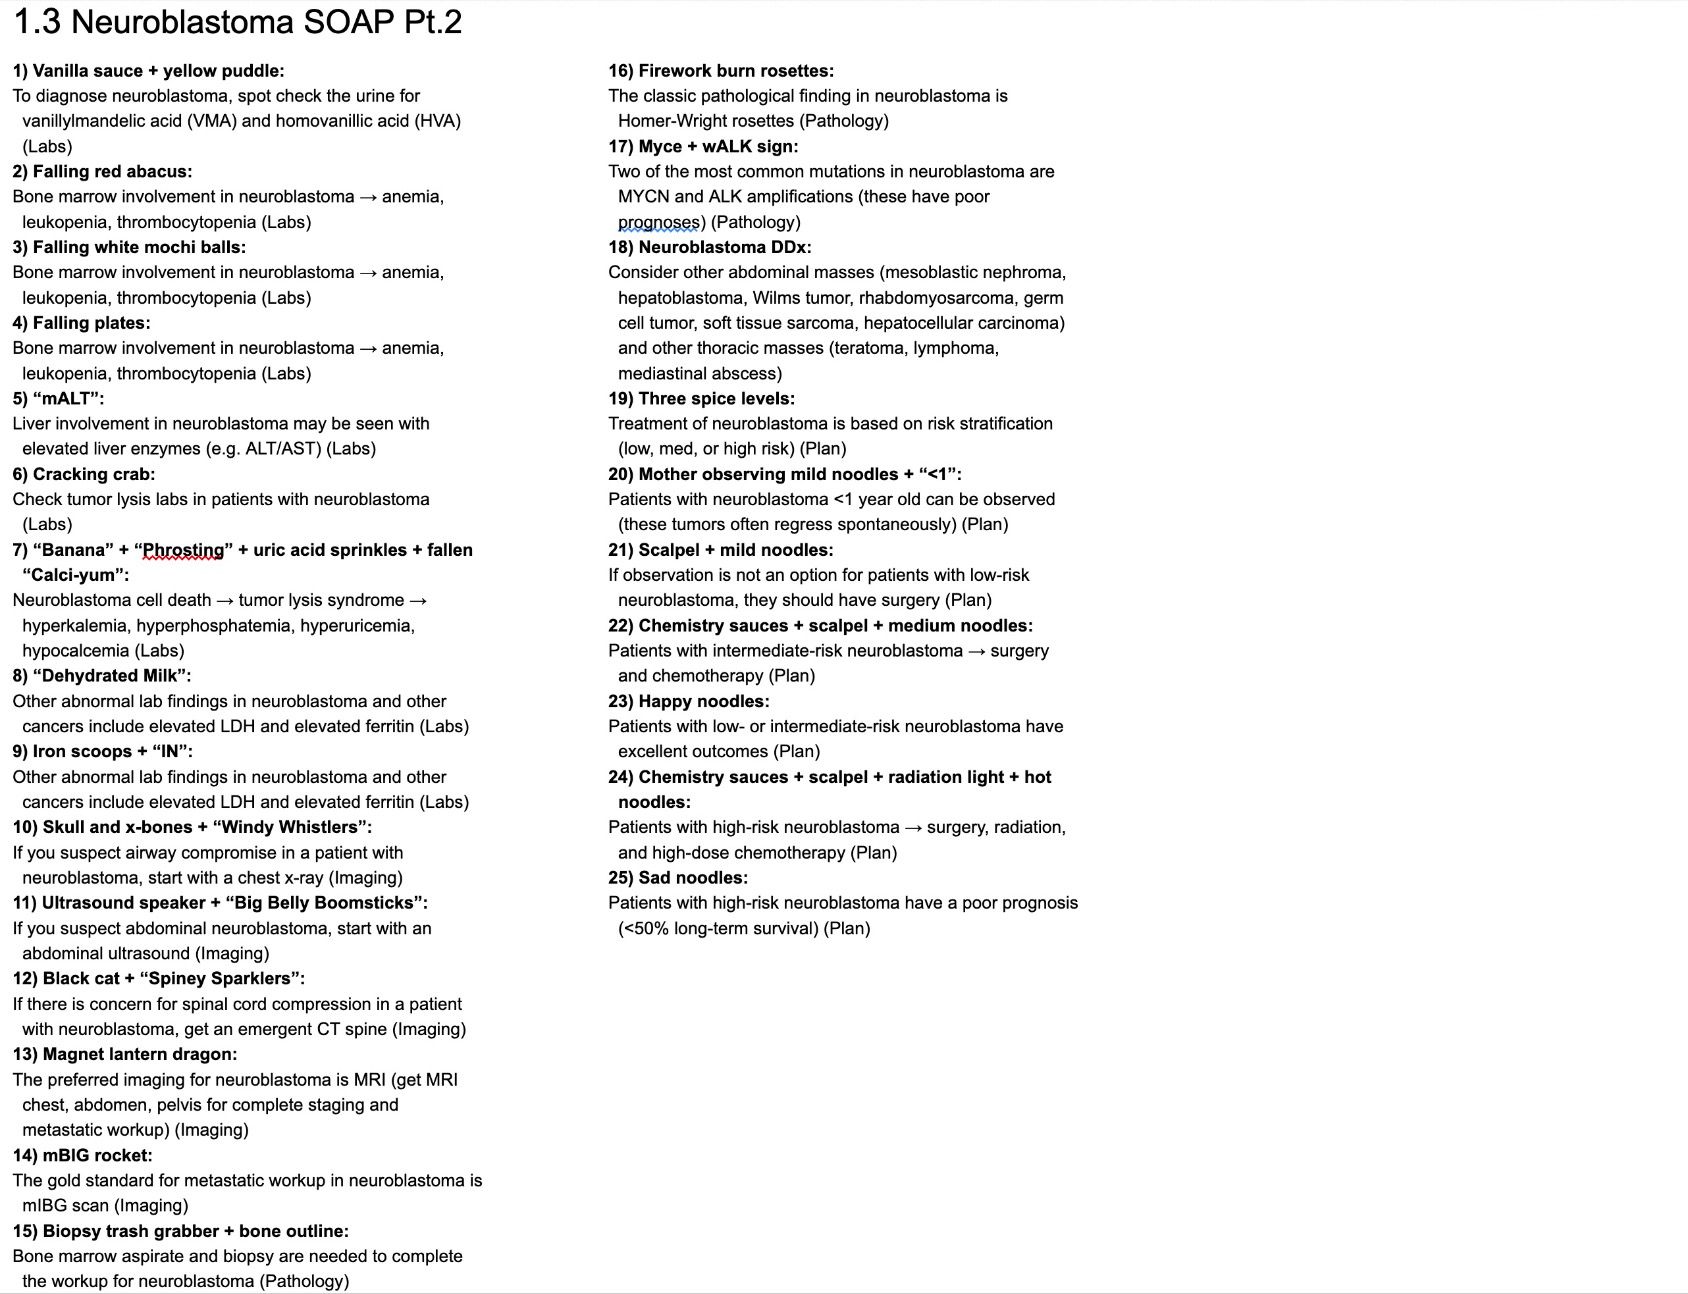 1.3 Neuroblastoma SOAP Pt.2
1) Vanilla sauce + yellow puddle:
To diagnose neuroblastoma, spot check the urine for
vanillylmandelic acid (VMA) and homovanillic acid (HVA)
(Labs)
2) Falling red abacus:
Bone marrow involvement in neuroblastoma → anemia,
leukopenia, thrombocytopenia (Labs)
3) Falling white mochi balls:
Bone marrow involvement in neuroblastoma → anemia,
leukopenia, thrombocytopenia (Labs)
4) Falling plates:
Bone marrow involvement in neuroblastoma → anemia,
leukopenia, thrombocytopenia (Labs)
5) “mALT”:
Liver involvement in neuroblastoma may be seen with
elevated liver enzymes (e.g. ALT/AST) (Labs)
6) Cracking crab:
Check tumor lysis labs in patients with neuroblastoma
(Labs)
7) “Banana” + “Phrosting” + uric acid sprinkles + fallen
“Calci-yum”:
Neuroblastoma cell death → tumor lysis syndrome →
hyperkalemia, hyperphosphatemia, hyperuricemia,
hypocalcemia (Labs)
8) “Dehydrated Milk”:
Other abnormal lab findings in neuroblastoma and other
cancers include elevated LDH and elevated ferritin (Labs)
9) Iron scoops + “IN”:
Other abnormal lab findings in neuroblastoma and other
cancers include elevated LDH and elevated ferritin (Labs)
10) Skull and x-bones + “Windy Whistlers”:
If you suspect airway compromise in a patient with
neuroblastoma, start with a chest x-ray (Imaging)
11) Ultrasound speaker + “Big Belly Boomsticks”:
If you suspect abdominal neuroblastoma, start with an
abdominal ultrasound (Imaging)
12) Black cat + “Spiney Sparklers”:
If there is concern for spinal cord compression in a patient
with neuroblastoma, get an emergent CT spine (Imaging)
13) Magnet lantern dragon:
The preferred imaging for neuroblastoma is MRI (get MRI
chest, abdomen, pelvis for complete staging and
metastatic workup) (Imaging)
14) mBIG rocket:
The gold standard for metastatic workup in neuroblastoma is
mIBG scan (Imaging)
15) Biopsy trash grabber + bone outline:
Bone marrow aspirate and biopsy are needed to complete
the workup for neuroblastoma (Pathology)
16) Firework burn rosettes:
The classic pathological finding in neuroblastoma is
Homer-Wright rosettes (Pathology)
17) Myce + wALK sign:
Two of the most common mutations in neuroblastoma are
MYCN and ALK amplifications (these have poor
prognoses) (Pathology)
18) Neuroblastoma DDx:
Consider other abdominal masses (mesoblastic nephroma,
hepatoblastoma, Wilms tumor, rhabdomyosarcoma, germ
cell tumor, soft tissue sarcoma, hepatocellular carcinoma)
and other thoracic masses (teratoma, lymphoma,
mediastinal abscess)
19) Three spice levels:
Treatment of neuroblastoma is based on risk stratification
(low, med, or high risk) (Plan)
20) Mother observing mild noodles + “<1”:
Patients with neuroblastoma <1 year old can be observed
(these tumors often regress spontaneously) (Plan)
21) Scalpel + mild noodles:
If observation is not an option for patients with low-risk
neuroblastoma, they should have surgery (Plan)
22) Chemistry sauces + scalpel + medium noodles:
Patients with intermediate-risk neuroblastoma → surgery
and chemotherapy (Plan)
23) Happy noodles:
Patients with low- or intermediate-risk neuroblastoma have
excellent outcomes (Plan)
24) Chemistry sauces + scalpel + radiation light + hot
noodles:
Patients with high-risk neuroblastoma → surgery, radiation,
and high-dose chemotherapy (Plan)
25) Sad noodles:
Patients with high-risk neuroblastoma have a poor prognosis
(<50% long-term survival) (Plan)